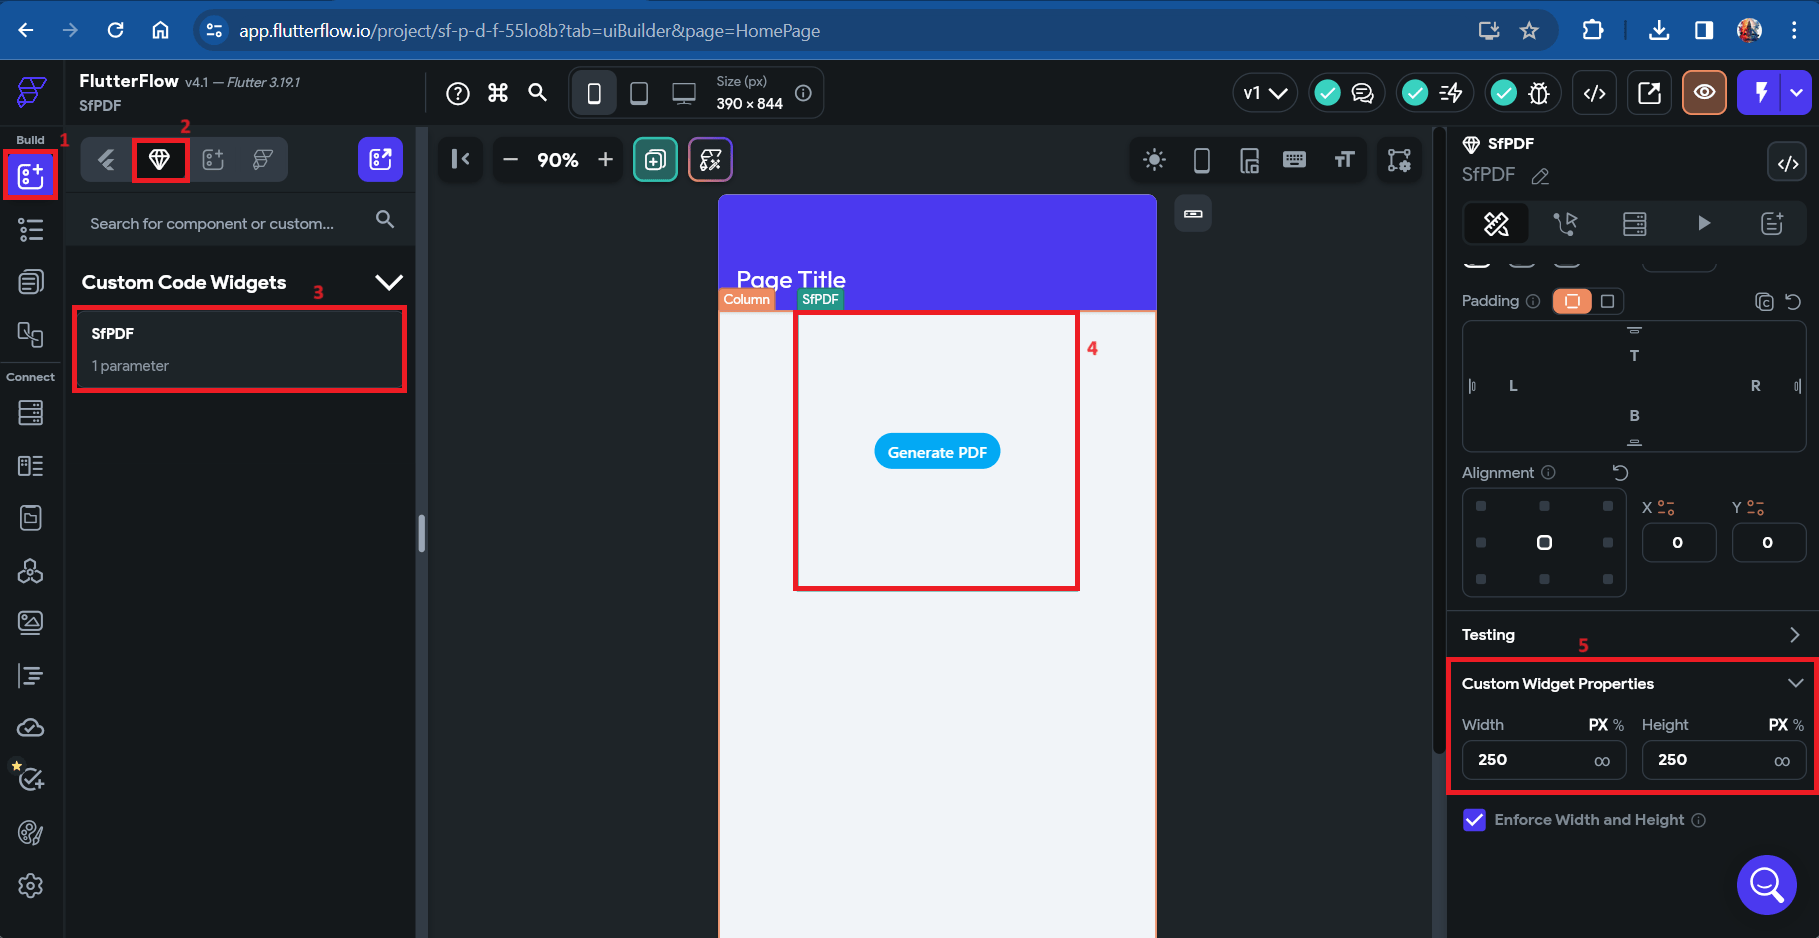 app.flutterflow.io/project/sf-p-d-f-55lo8b?tab=uiBuilder&page=HomePage
FlutterFlow v4.1 — Flutter 3.19.1
SfPDF
Size (px)
390 × 844
v1
Build
1
2
90%
Search for component or custom...
Custom Code Widgets
3
SfPDF
1 parameter
Connect
Page Title
Column
SfPDF
4
Generate PDF
SfPDF
SfPDF
Padding
T
L
R
B
Alignment
X
Y
0
0
Testing
5
Custom Widget Properties
Width
PX %
Height
PX %
250
∞
250
∞
Enforce Width and Height